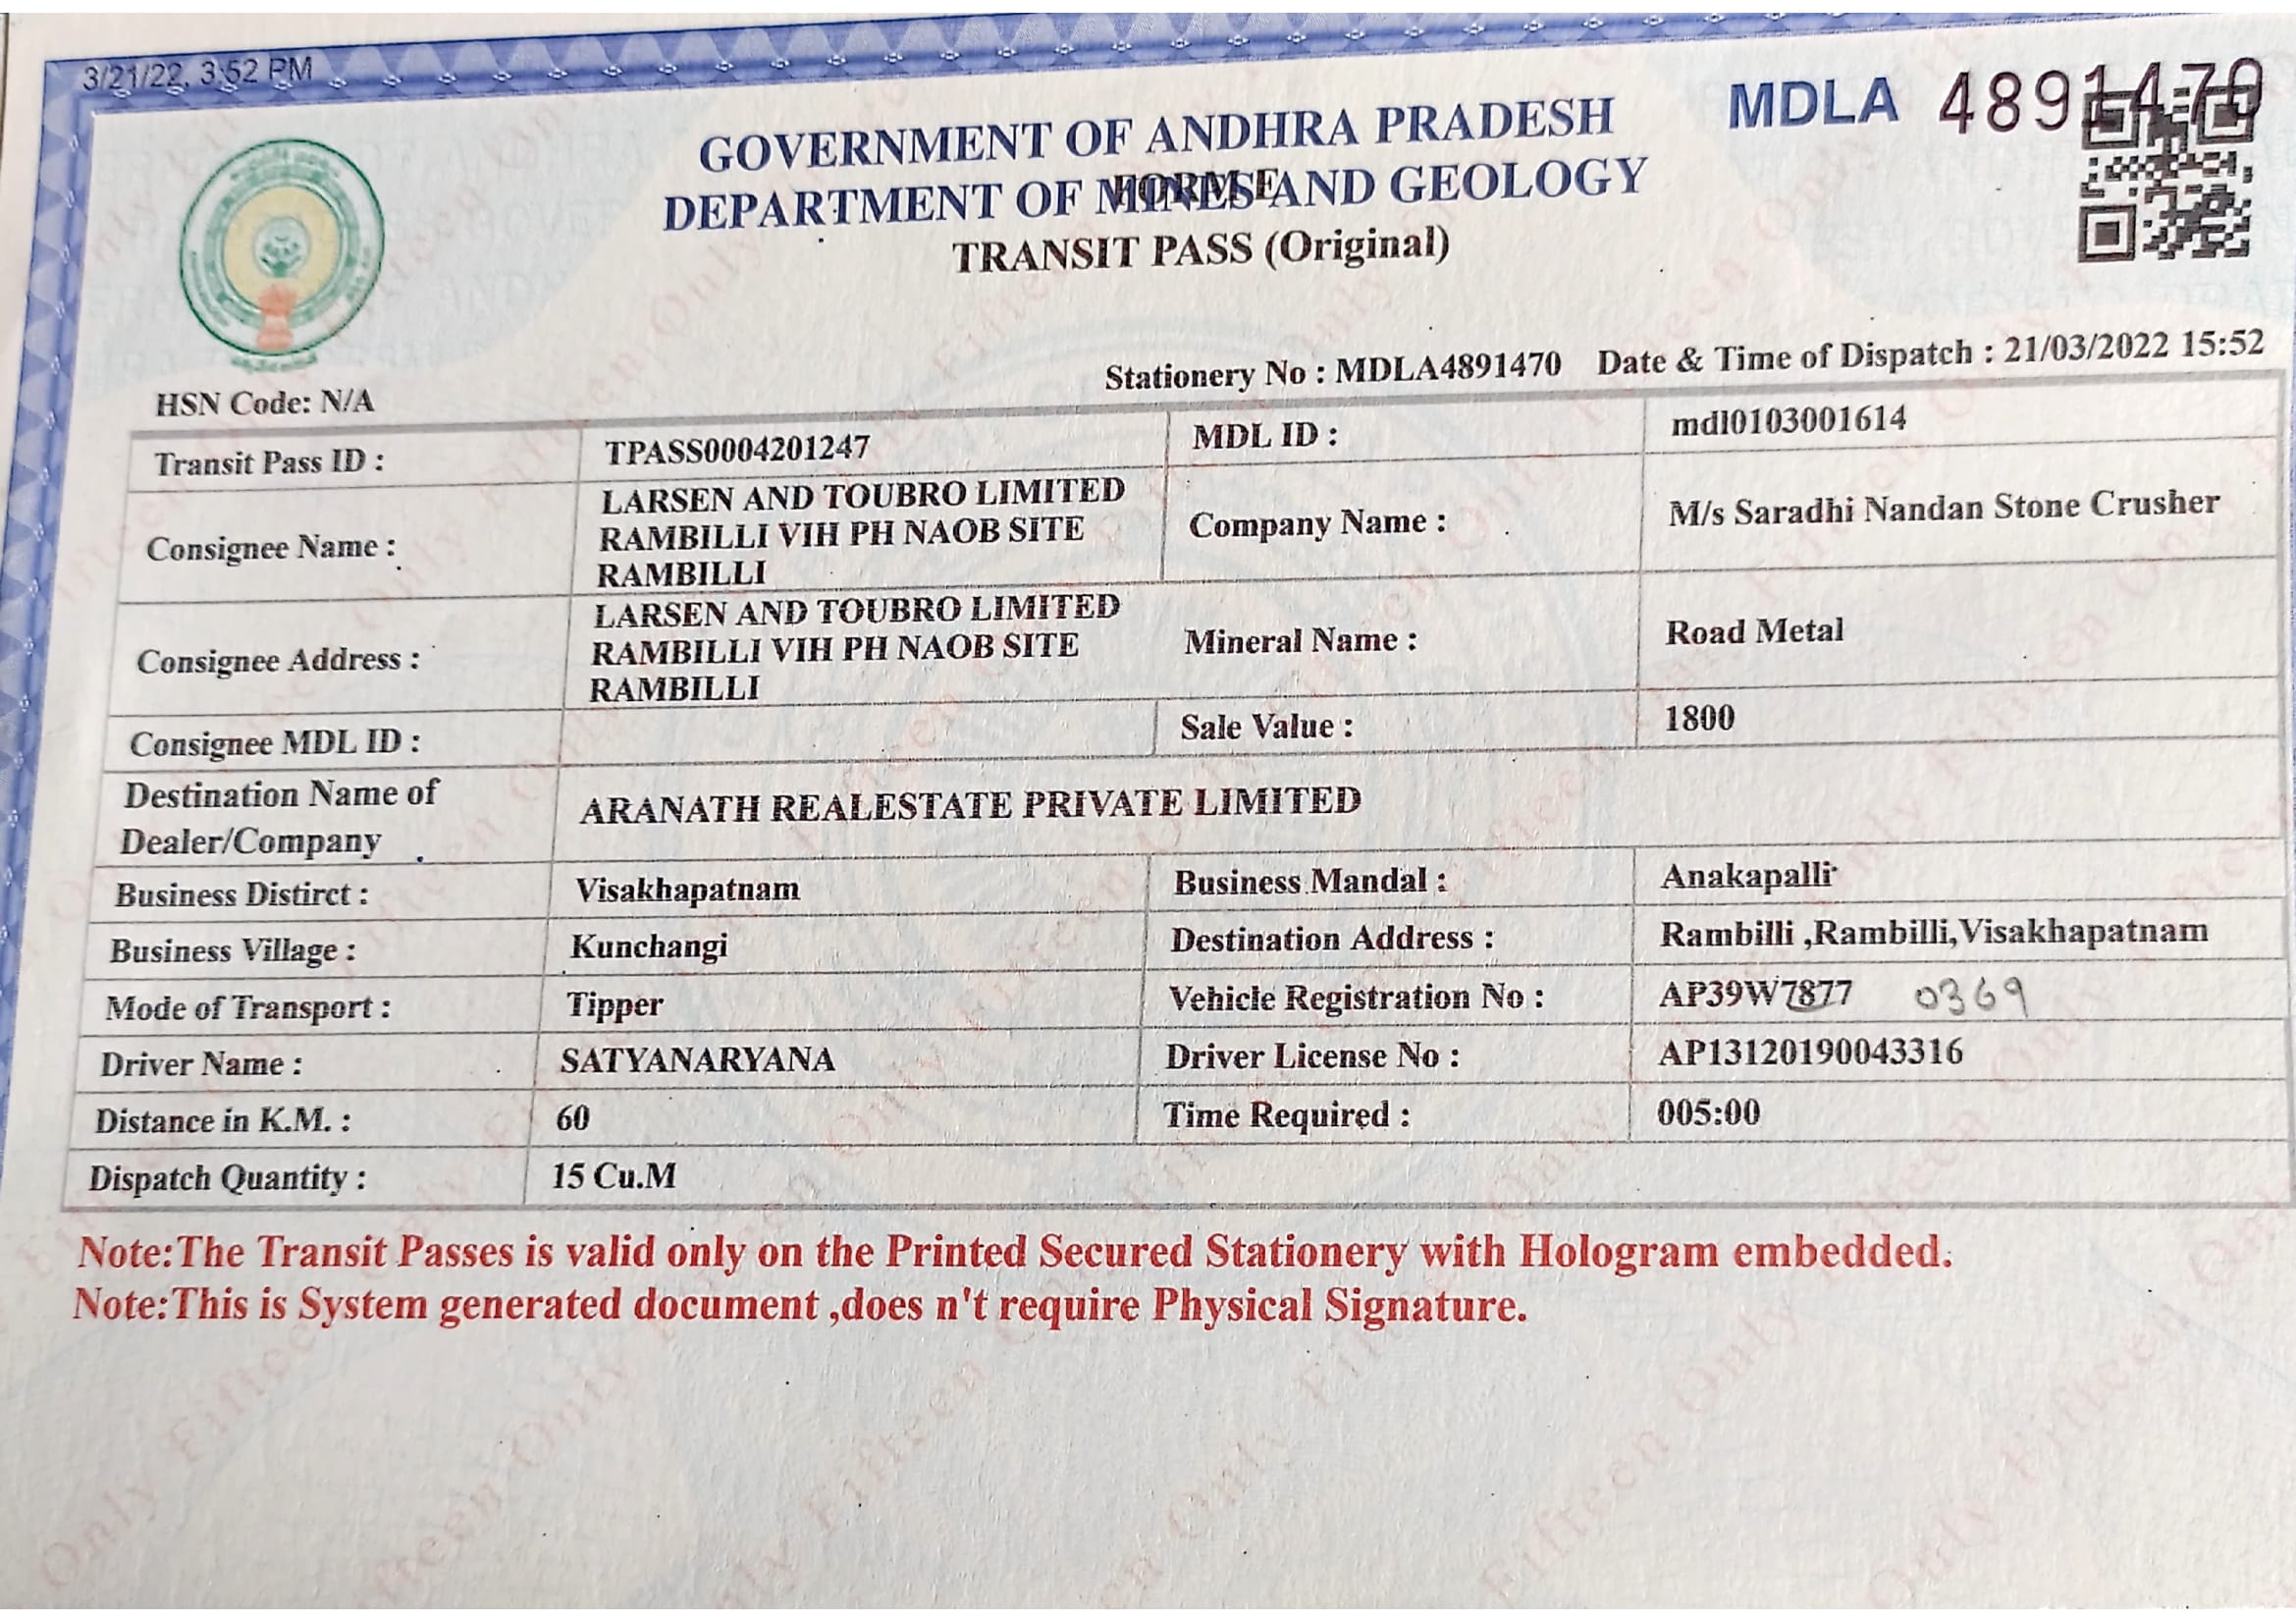 3/21/22, 3:52 PM
MDLA 4891470
GOVERNMENT OF ANDHRA PRADESH
FORM E
DEPARTMENT OF MINES AND GEOLOGY
TRANSIT PASS (Original)
HSN Code: N/A
Stationery No : MDLA4891470 Date & Time of Dispatch : 21/03/2022 15:52
Transit Pass ID : TPASS0004201247 MDL ID : mdl0103001614
Consignee Name : LARSEN AND TOUBRO LIMITED
RAMBILLI VIH PH NAOB SITE
RAMBILLI
Company Name : M/s Saradhi Nandan Stone Crusher
Consignee Address : LARSEN AND TOUBRO LIMITED
RAMBILLI VIH PH NAOB SITE
RAMBILLI
Mineral Name : Road Metal
Consignee MDL ID : Sale Value : 1800
Destination Name of
Dealer/Company
ARANATH REALESTATE PRIVATE LIMITED
Business Distirct : Visakhapatnam Business Mandal : Anakapalli
Business Village : Kunchangi Destination Address : Rambilli ,Rambilli,Visakhapatnam
Mode of Transport : Tipper Vehicle Registration No : AP39W7877 0369
Driver Name : SATYANARYANA Driver License No : AP13120190043316
Distance in K.M. : 60 Time Required : 005:00
Dispatch Quantity : 15 Cu.M
Note:The Transit Passes is valid only on the Printed Secured Stationery with Hologram embedded.
Note:This is System generated document ,does n't require Physical Signature.